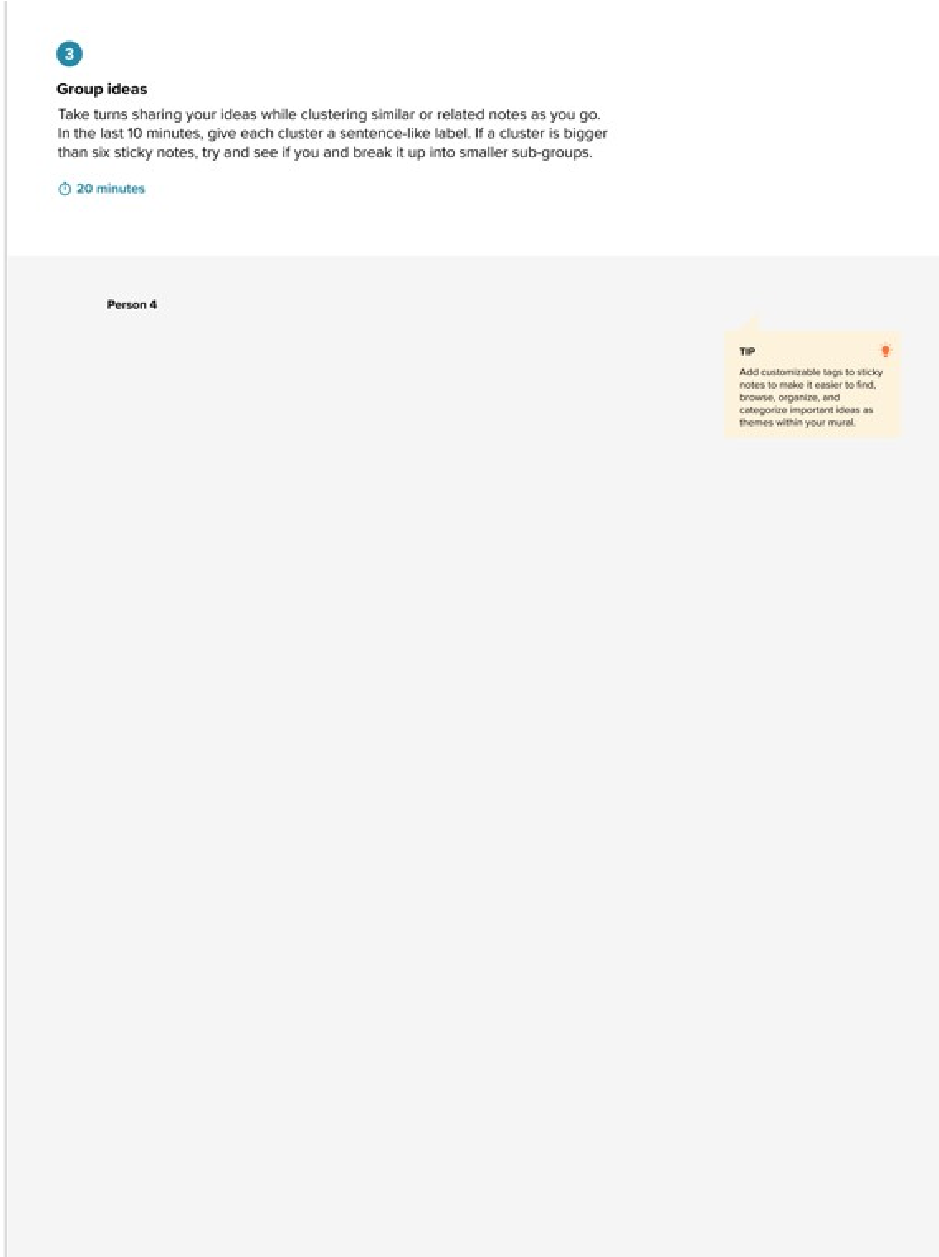 3
Group ideas
Take turns sharing your ideas while clustering similar or related notes as you go.
In the last 10 minutes, give each cluster a sentence-like label. If a cluster is bigger
than six sticky notes, try and see if you and break it up into smaller sub-groups.
20 minutes
Person 4
TIP
Add customizable tags to sticky
notes to make it easier to find,
browse, organize, and
categorize important ideas as
themes within your mural.